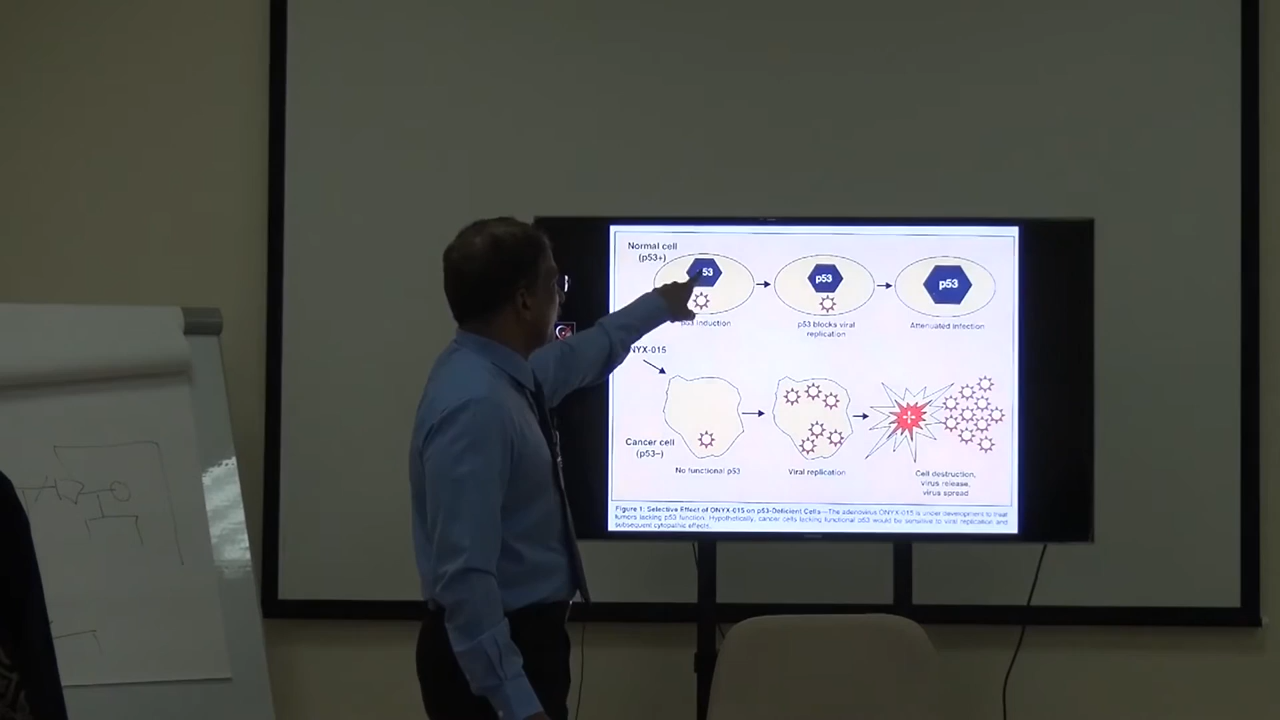 Normal cell
(p53+)
53
p53
p53
p53 induction
p53 blocks viral
replication
Attenuated infection
NYX-015
Cancer cell
(p53–)
No functional p53
Viral replication
Cell destruction,
virus release,
virus spread
Figure 1: Selective Effect of ONYX-015 on p53-Deficient Cells—The adenovirus ONYX-015 is under development to treat
tumors lacking p53 function. Hypothetically, cancer cells lacking functional p53 would be sensitive to viral replication and
subsequent cytopathic effects.